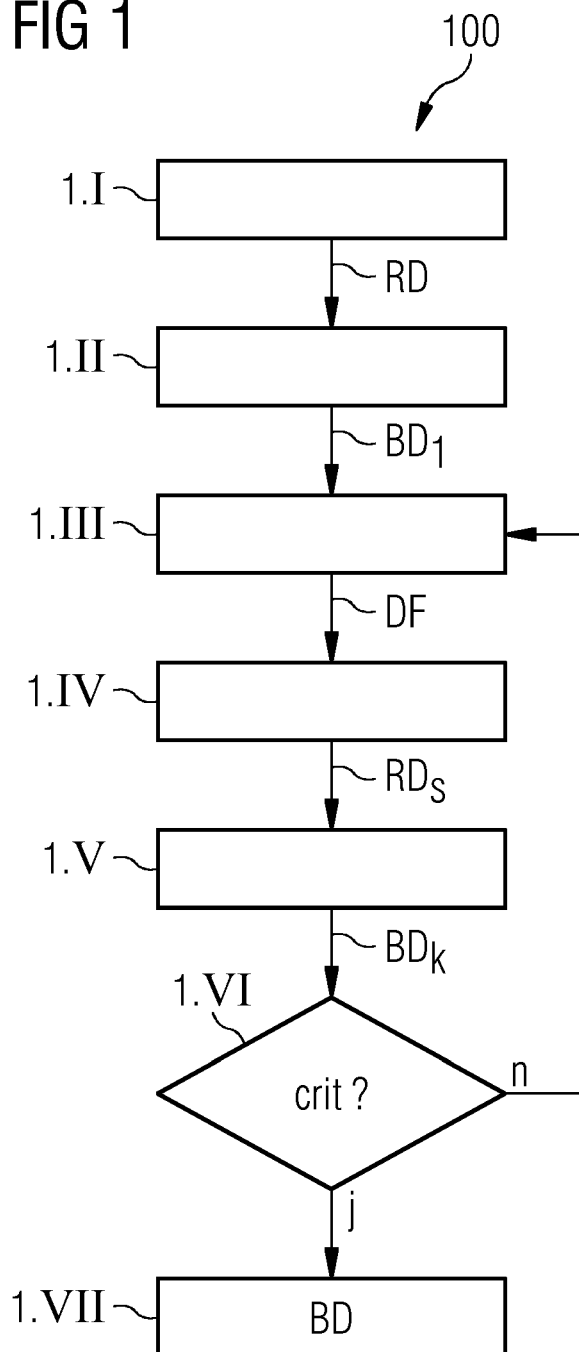 FIG 1
100
1.I
RD
1.II
BD₁
1.III
DF
1.IV
RDₛ
1.V
BDₖ
1.VI
crit ?
n
j
1.VII
BD